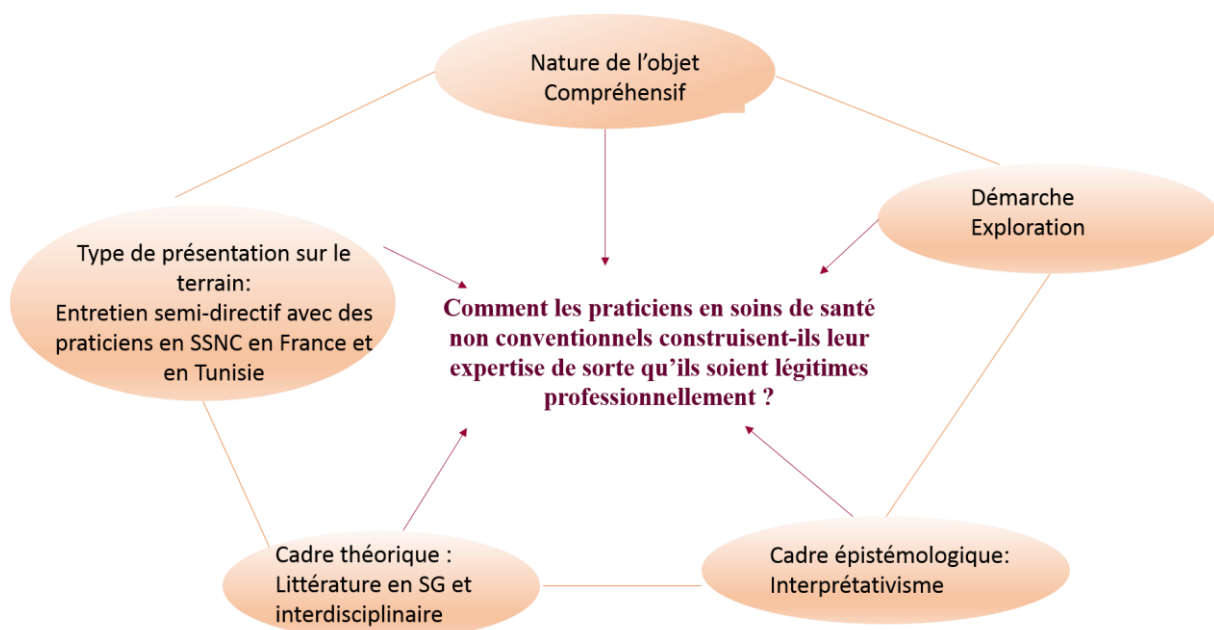 Nature de l’objet
Compréhensif
Démarche
Exploration
Type de présentation sur le
terrain:
Entretien semi-directif avec des
praticiens en SSNC en France et
en Tunisie
Comment les praticiens en soins de santé
non conventionnels construisent-ils leur
expertise de sorte qu’ils soient légitimes
professionnellement ?
Cadre théorique :
Littérature en SG et
interdisciplinaire
Cadre épistémologique:
Interprétativisme